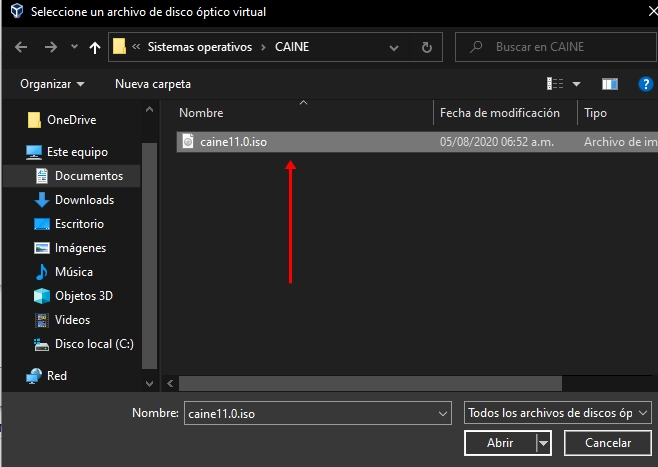 Seleccione un archivo de disco óptico virtual
« Sistemas operativos > CAINE
Buscar en CAINE
Organizar
Nueva carpeta
Nombre
Fecha de modificación
Tipo
OneDrive
Este equipo
Documentos
Downloads
Escritorio
Imágenes
Música
Objetos 3D
Videos
Disco local (C:)
Red
caine11.0.iso
05/08/2020 06:52 a.m.
Archivo de im
Nombre:
caine11.0.iso
Todos los archivos de discos óp
Abrir
Cancelar